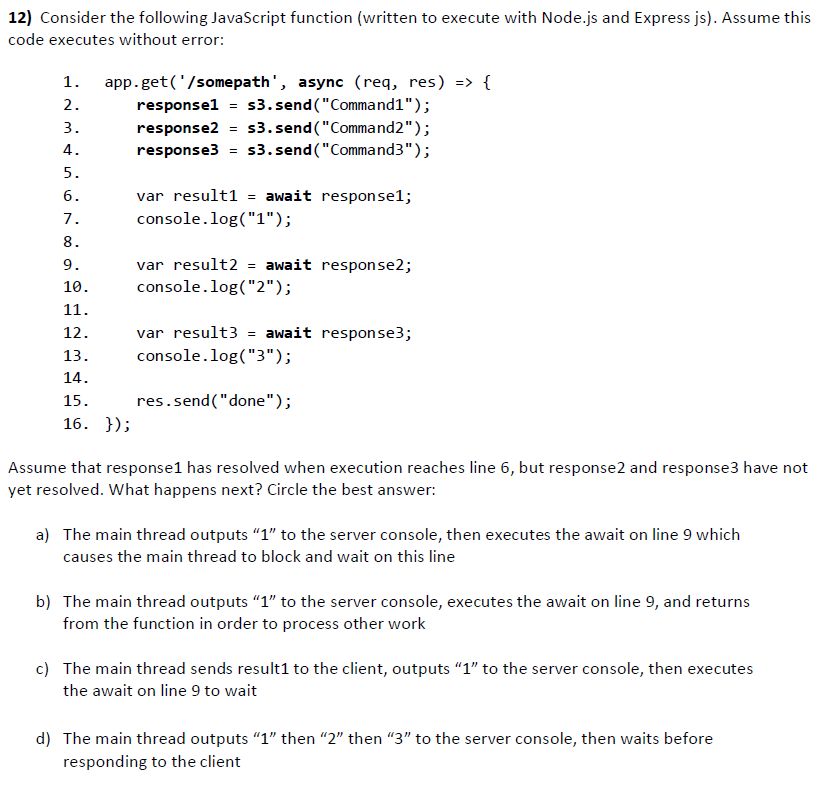 12) Consider the following JavaScript function (written to execute with Node.js and Express js). Assume this
code executes without error:
1. app.get('/somepath', async (req, res) => {
2. response1 = s3.send("Command1");
3. response2 = s3.send("Command2");
4. response3 = s3.send("Command3");
5.
6. var result1 = await response1;
7. console.log("1");
8.
9. var result2 = await response2;
10. console.log("2");
11.
12. var result3 = await response3;
13. console.log("3");
14.
15. res.send("done");
16. });
Assume that response1 has resolved when execution reaches line 6, but response2 and response3 have not
yet resolved. What happens next? Circle the best answer:
a) The main thread outputs “1” to the server console, then executes the await on line 9 which
causes the main thread to block and wait on this line
b) The main thread outputs “1” to the server console, executes the await on line 9, and returns
from the function in order to process other work
c) The main thread sends result1 to the client, outputs “1” to the server console, then executes
the await on line 9 to wait
d) The main thread outputs “1” then “2” then “3” to the server console, then waits before
responding to the client